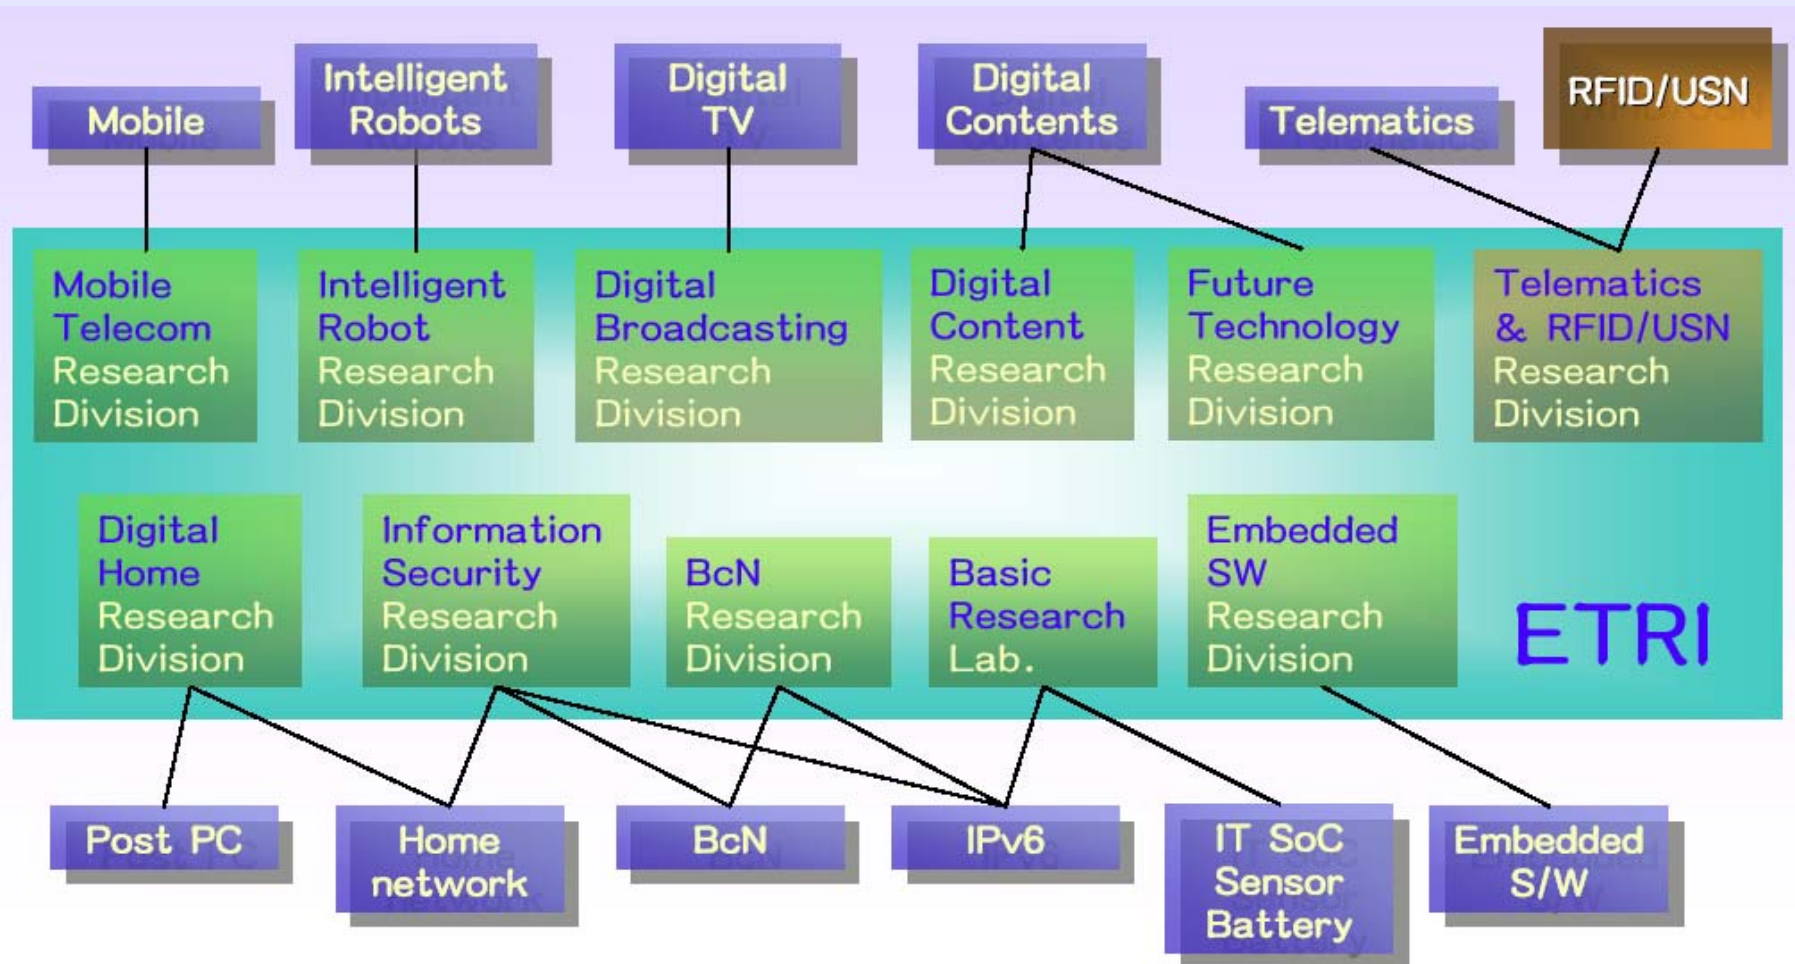 Mobile
Intelligent
Robots
Digital
TV
Digital
Contents
Telematics
RFID/USN
Mobile
Telecom
Research
Division
Intelligent
Robot
Research
Division
Digital
Broadcasting
Research
Division
Digital
Content
Research
Division
Future
Technology
Research
Division
Telematics
& RFID/USN
Research
Division
Digital
Home
Research
Division
Information
Security
Research
Division
BcN
Research
Division
Basic
Research
Lab.
Embedded
SW
Research
Division
ETRI
Post PC
Home
network
BcN
IPv6
IT SoC
Sensor
Battery
Embedded
S/W